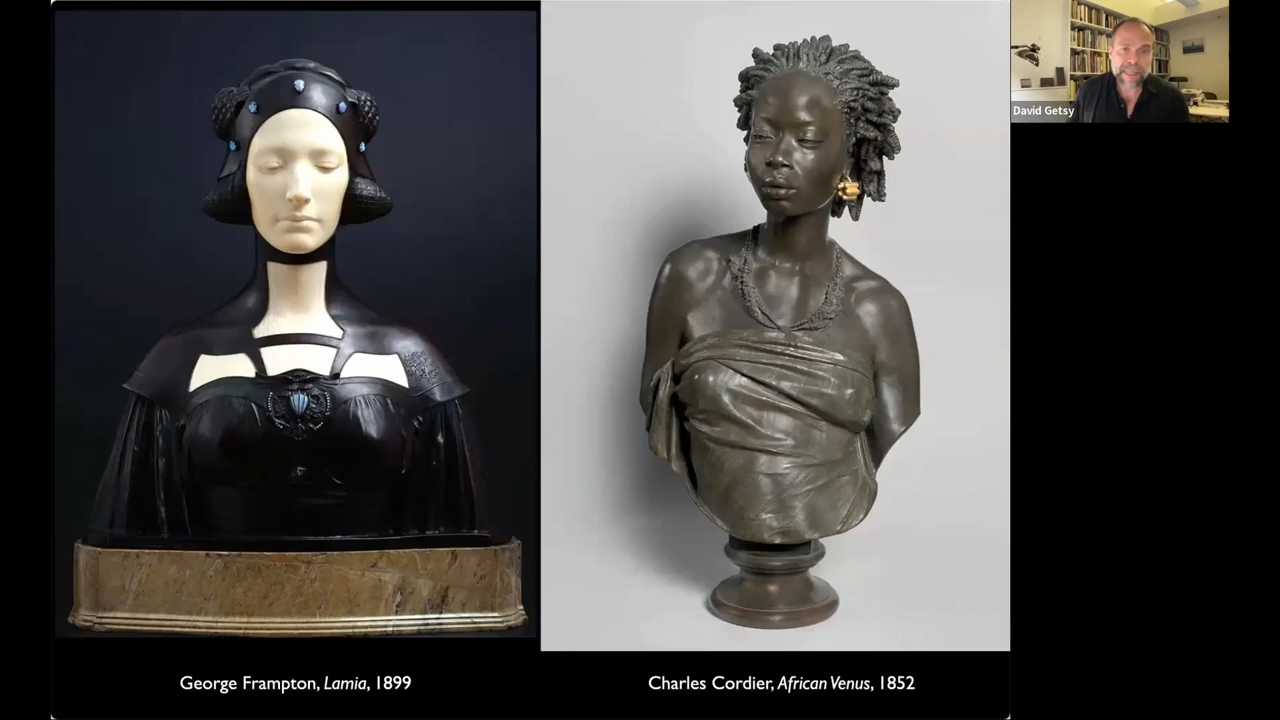 David Getsy
George Frampton, Lamia, 1899
Charles Cordier, African Venus, 1852